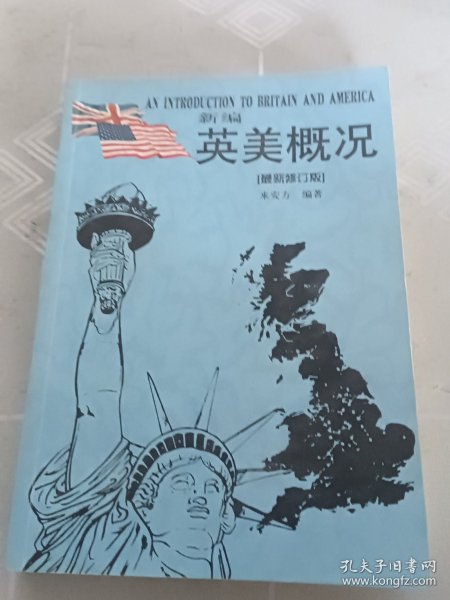 AN INTRODUCTION TO BRITAIN AND AMERICA
新编
英美概况
[最新修订版]
来安方 编著
孔夫子旧书网
www.kongfz.com